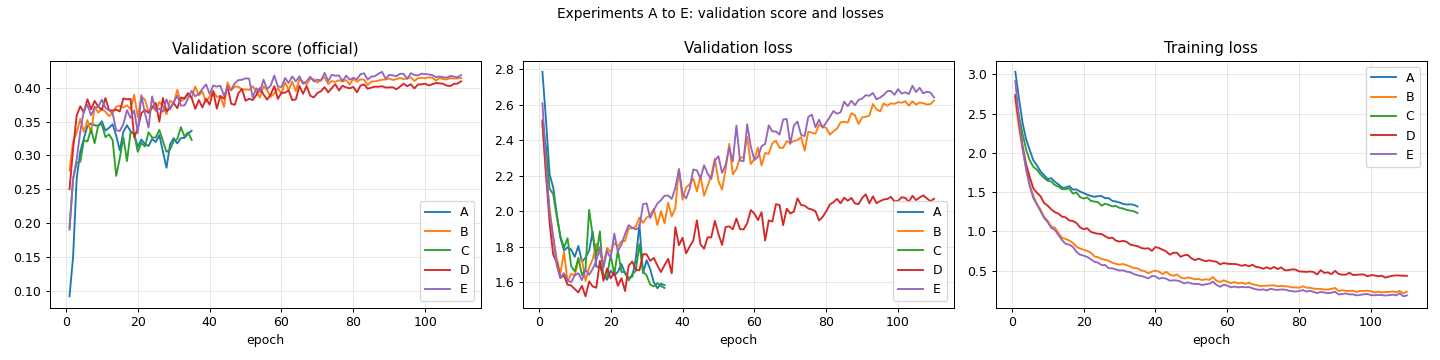 Experiments A to E: validation score and losses
Validation score (official)
0.40
0.35
0.30
0.25
0.20
0.15
0.10
0
20
40
60
80
100
epoch
A
B
C
D
E
Validation loss
2.8
2.6
2.4
2.2
2.0
1.8
1.6
0
20
40
60
80
100
epoch
A
B
C
D
E
Training loss
3.0
2.5
2.0
1.5
1.0
0.5
0
20
40
60
80
100
epoch
A
B
C
D
E